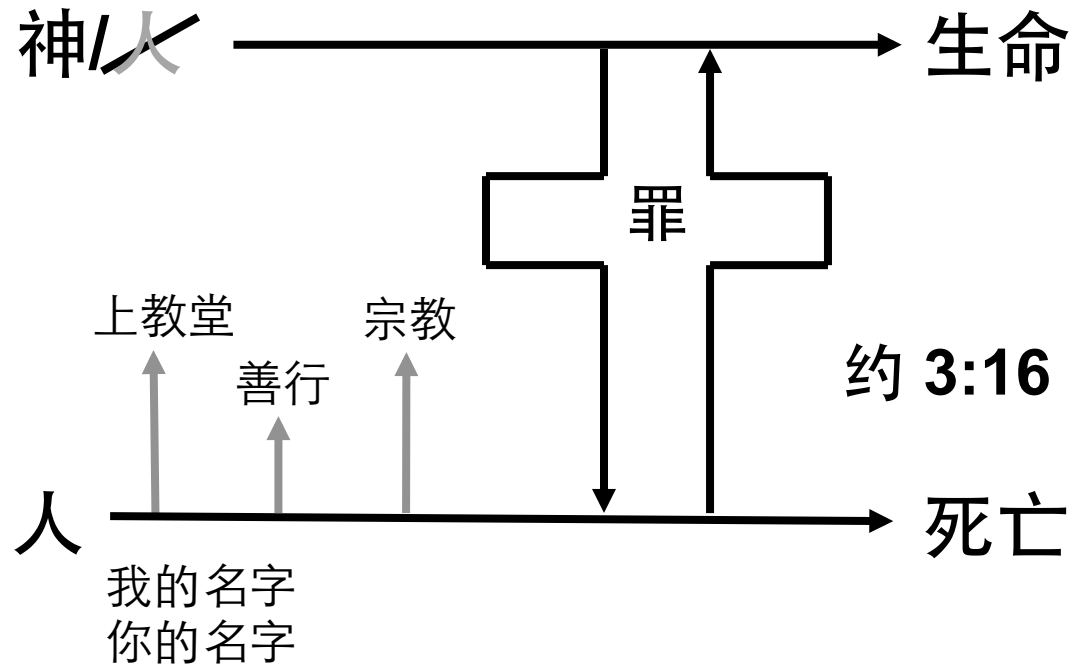 神/人
生命
罪
上教堂
宗教
善行
约 3:16
人
死亡
我的名字
你的名字